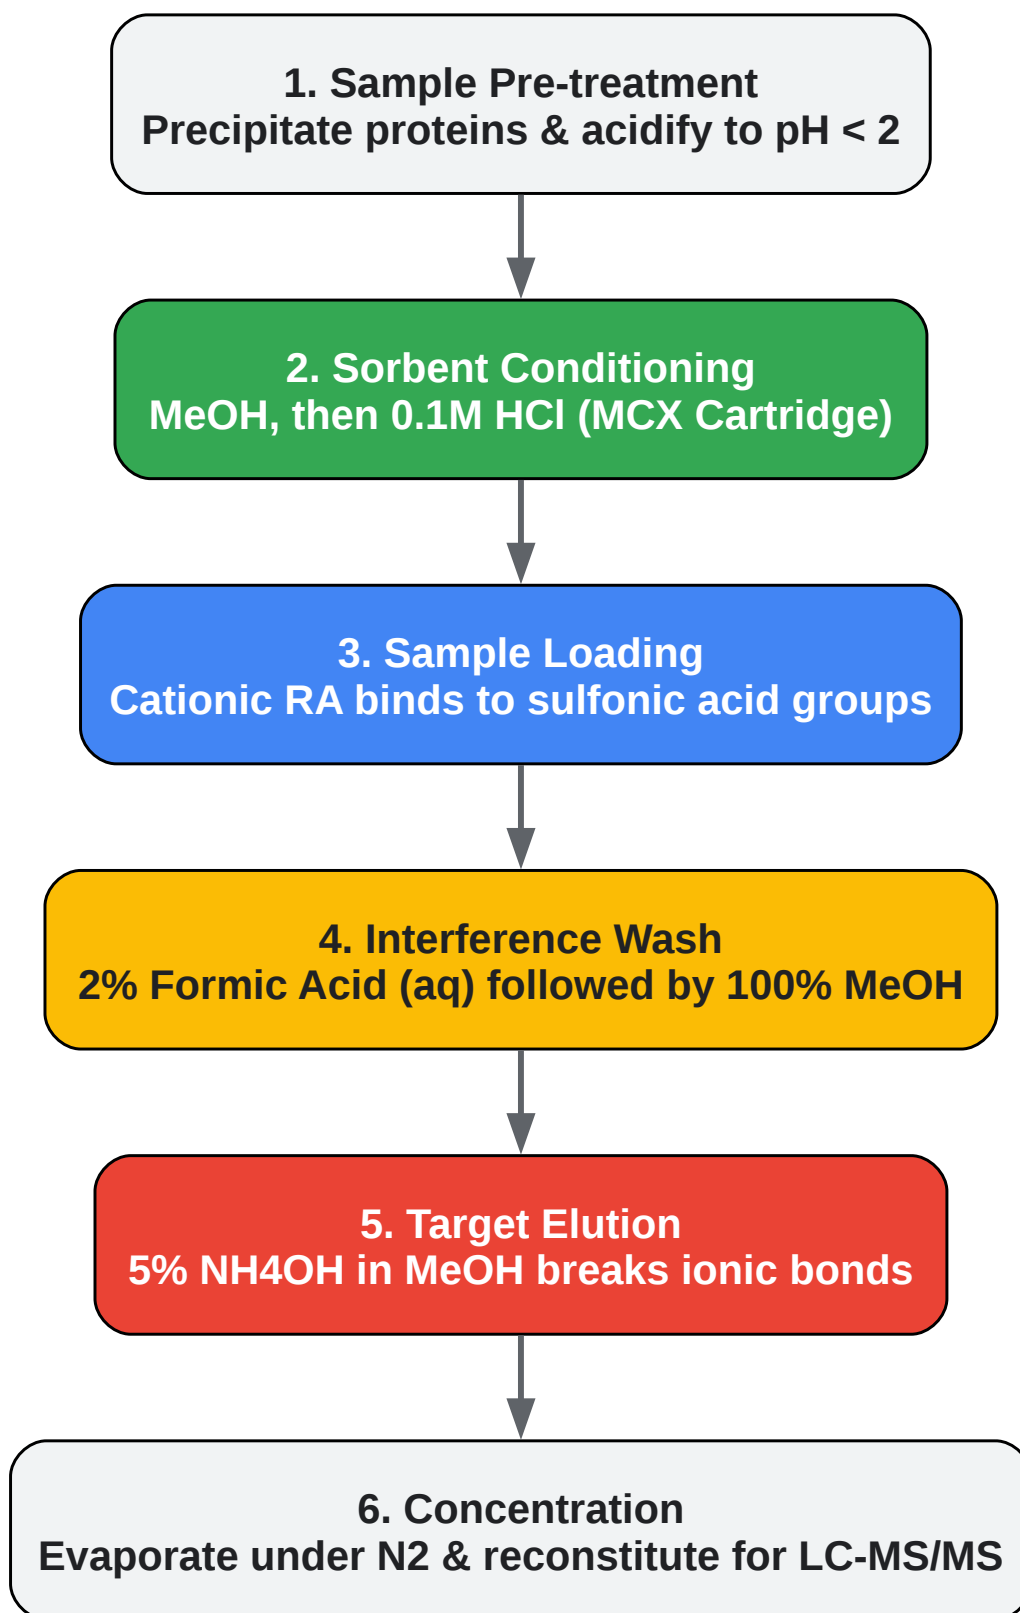 1. Sample Pre-treatment
Precipitate proteins & acidify to pH < 2
2. Sorbent Conditioning
MeOH, then 0.1M HCl (MCX Cartridge)
3. Sample Loading
Cationic RA binds to sulfonic acid groups
4. Interference Wash
2% Formic Acid (aq) followed by 100% MeOH
5. Target Elution
5% NH4OH in MeOH breaks ionic bonds
6. Concentration
Evaporate under N2 & reconstitute for LC-MS/MS